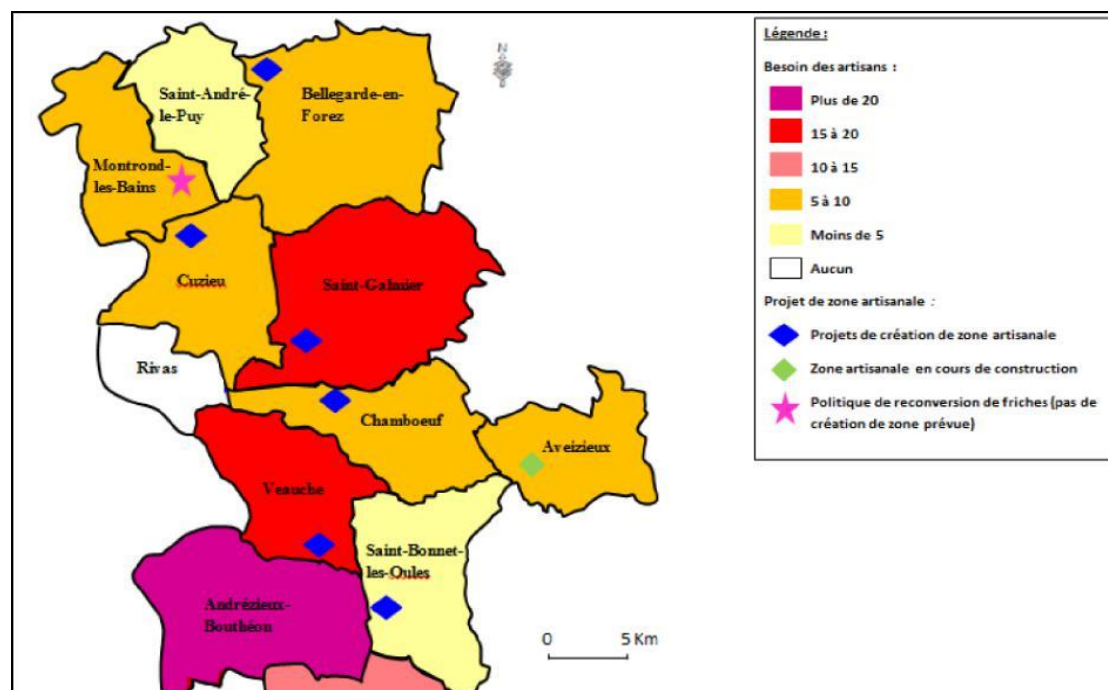 Saint-André-
le-Puy
Bellegarde-en-
Forez
Montrond-
les-Bains
Cuzieu
Saint-Galmier
Rivas
Chamboeuf
Aveizieux
Veauche
Saint-Bonnet-
les-Oules
Andrézieux-
Bouthéon
N
0 5 Km
Légende :
Besoin des artisans :
Plus de 20
15 à 20
10 à 15
5 à 10
Moins de 5
Aucun
Projet de zone artisanale :
Projets de création de zone artisanale
Zone artisanale en cours de construction
Politique de reconversion de friches (pas de
création de zone prévue)